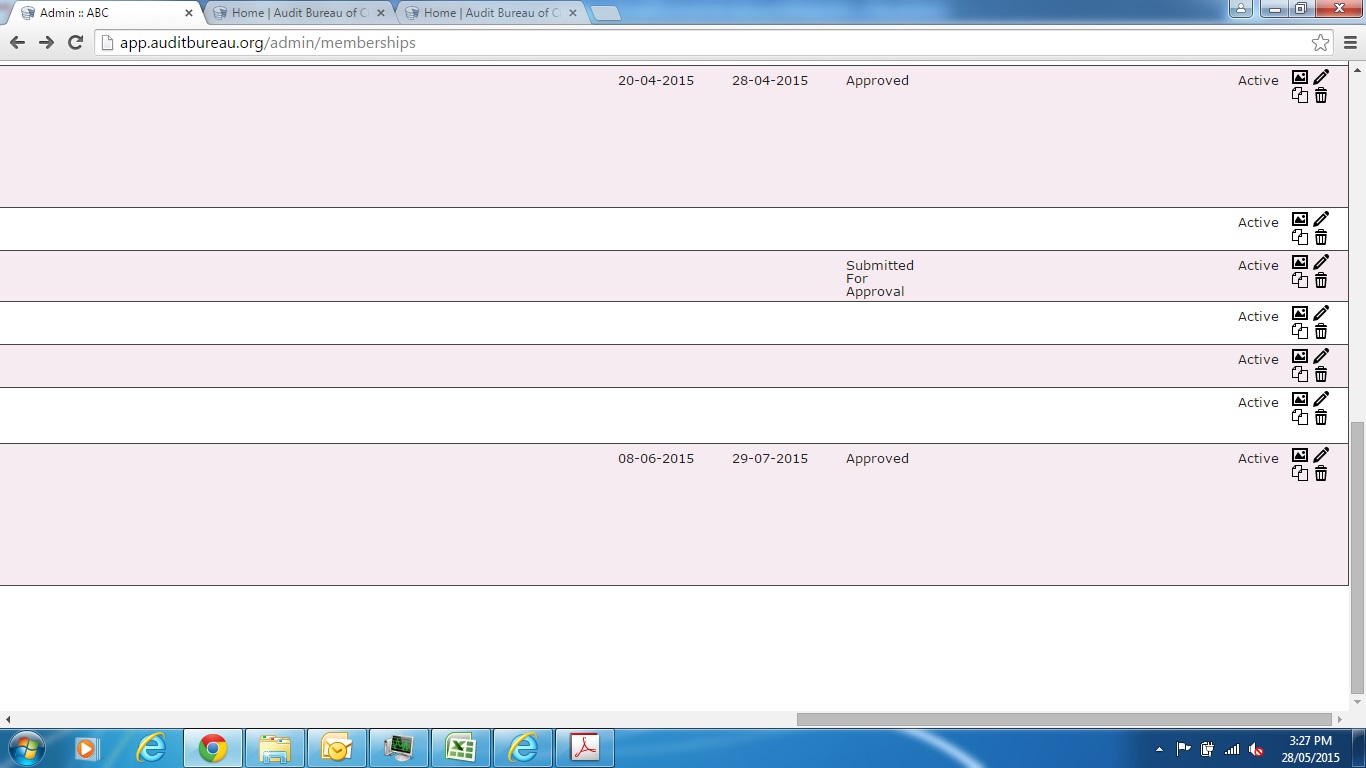 Admin :: ABC
Home | Audit Bureau of C
Home | Audit Bureau of C
app.auditbureau.org/admin/memberships
20-04-2015 28-04-2015 Approved Active
Active
Submitted Active
For
Approval
Active
Active
Active
08-06-2015 29-07-2015 Approved Active
3:27 PM
28/05/2015